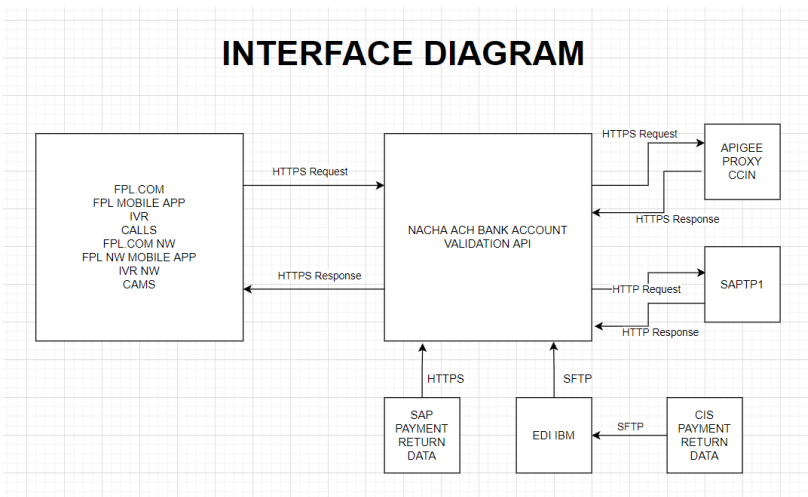 INTERFACE DIAGRAM
FPL.COM
FPL MOBILE APP
IVR
CALLS
FPL.COM NW
FPL NW MOBILE APP
IVR NW
CAMS
HTTPS Request
HTTPS Response
NACHA ACH BANK ACCOUNT
VALIDATION API
HTTPS Request
APIGEE
PROXY
CCIN
HTTPS Response
HTTP Request
SAPTP1
HTTP Response
HTTPS
SFTP
SAP
PAYMENT
RETURN
DATA
EDI IBM
SFTP
CIS
PAYMENT
RETURN
DATA